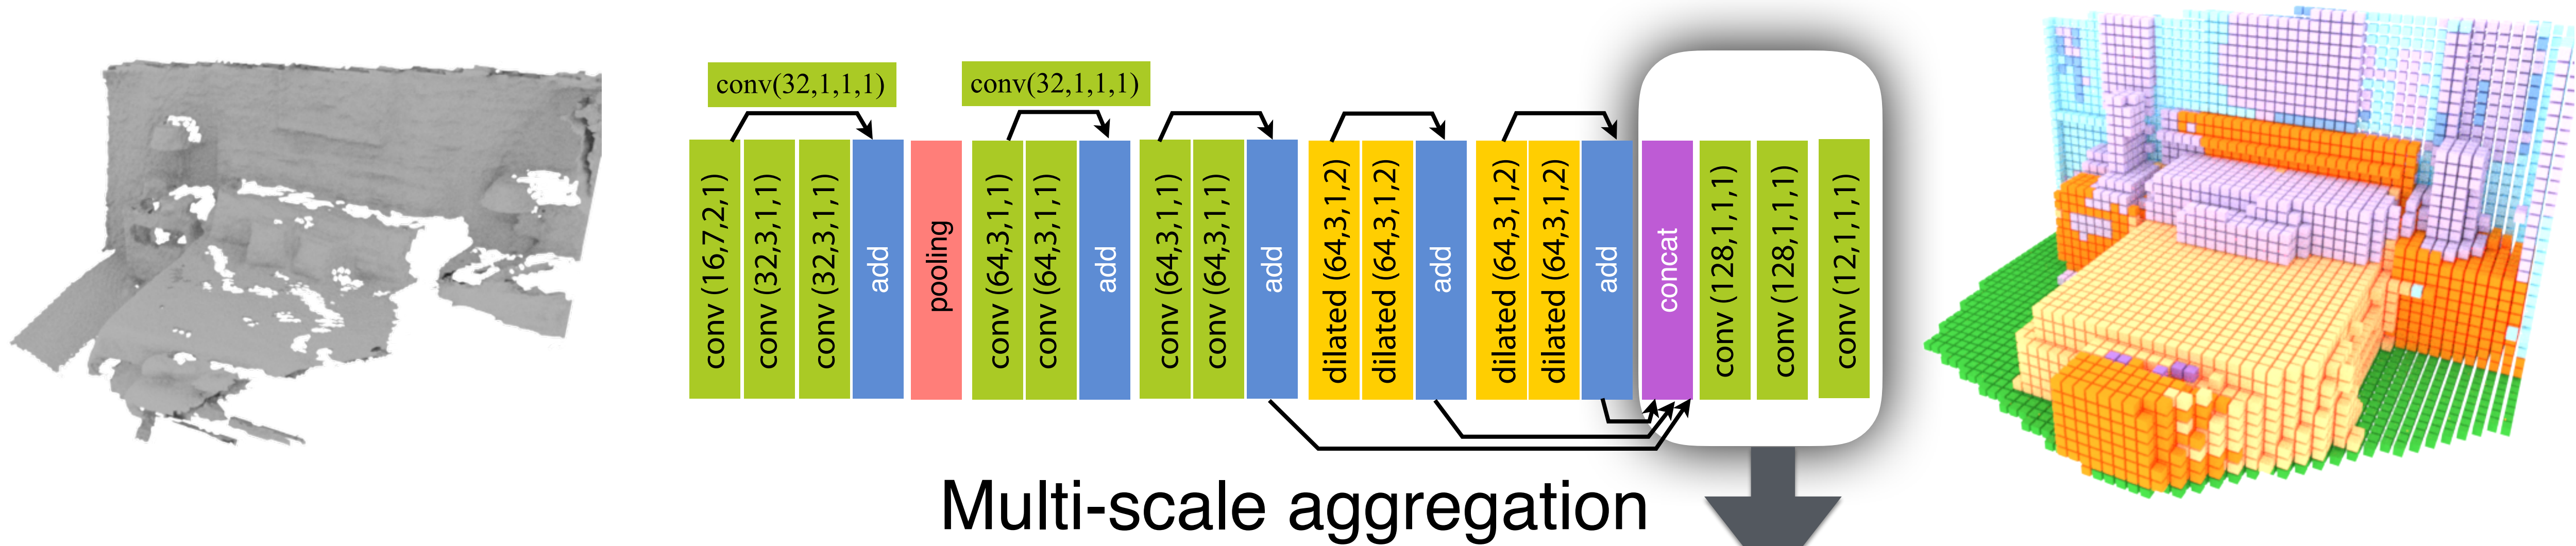 conv(32,1,1,1)
conv(32,1,1,1)
conv (16,7,2,1)
conv (32,3,1,1)
conv (32,3,1,1)
add
pooling
conv (64,3,1,1)
conv (64,3,1,1)
add
conv (64,3,1,1)
conv (64,3,1,1)
add
dilated (64,3,1,2)
dilated (64,3,1,2)
add
dilated (64,3,1,2)
dilated (64,3,1,2)
add
concat
conv (128,1,1,1)
conv (128,1,1,1)
conv (12,1,1,1)
Multi-scale aggregation